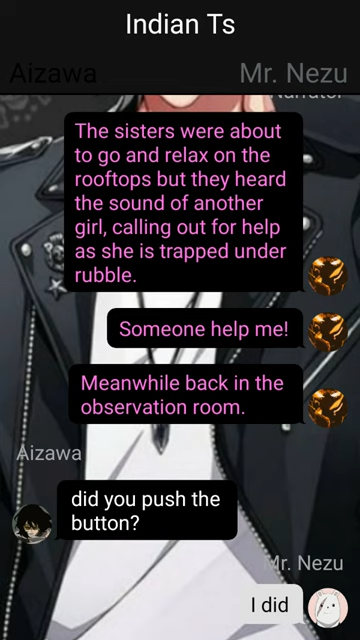 Indian Ts
Aizawa
Mr. Nezu
Narrator
The sisters were about
to go and relax on the
rooftops but they heard
the sound of another
girl, calling out for help
as she is trapped under
rubble.
Someone help me!
Meanwhile back in the
observation room.
Aizawa
did you push the
button?
Mr. Nezu
I did